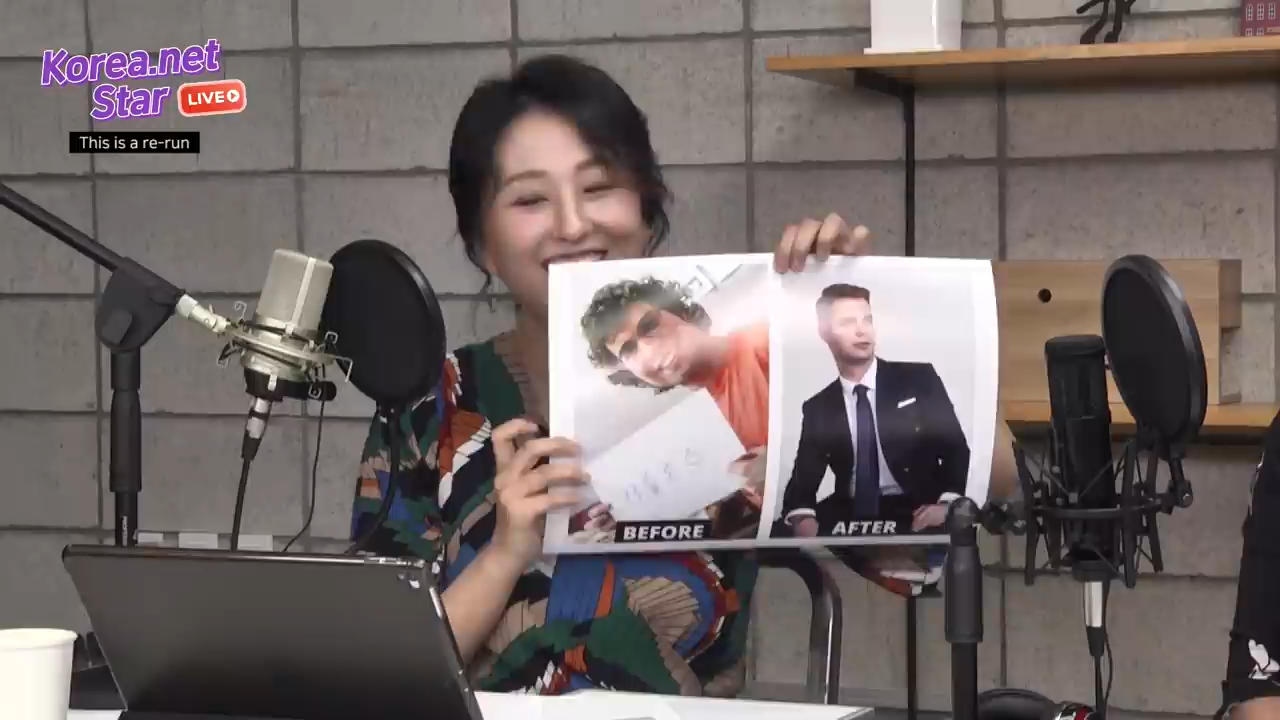 Korea.net
Star LIVE
This is a re-run
BEFORE
AFTER